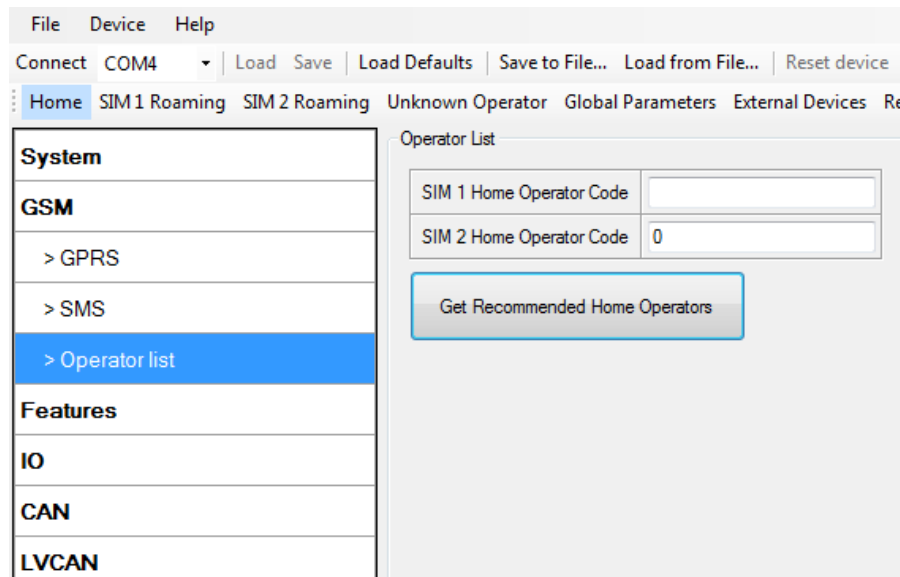 File Device Help
Connect COM4 Load Save Load Defaults Save to File... Load from File... Reset device
Home SIM 1 Roaming SIM 2 Roaming Unknown Operator Global Parameters External Devices
System
GSM
> GPRS
> SMS
> Operator list
Features
IO
CAN
LVCAN
Operator List
SIM 1 Home Operator Code
SIM 2 Home Operator Code 0
Get Recommended Home Operators